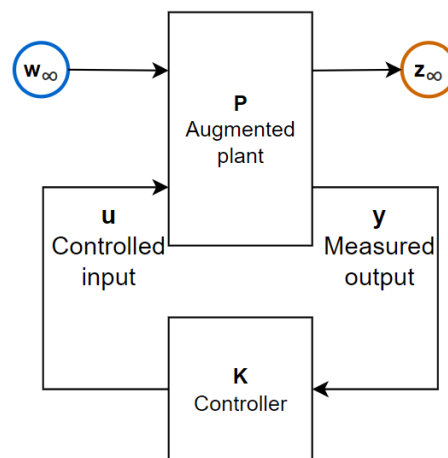 w∞
P
Augmented
plant
z∞
u
Controlled
input
y
Measured
output
K
Controller